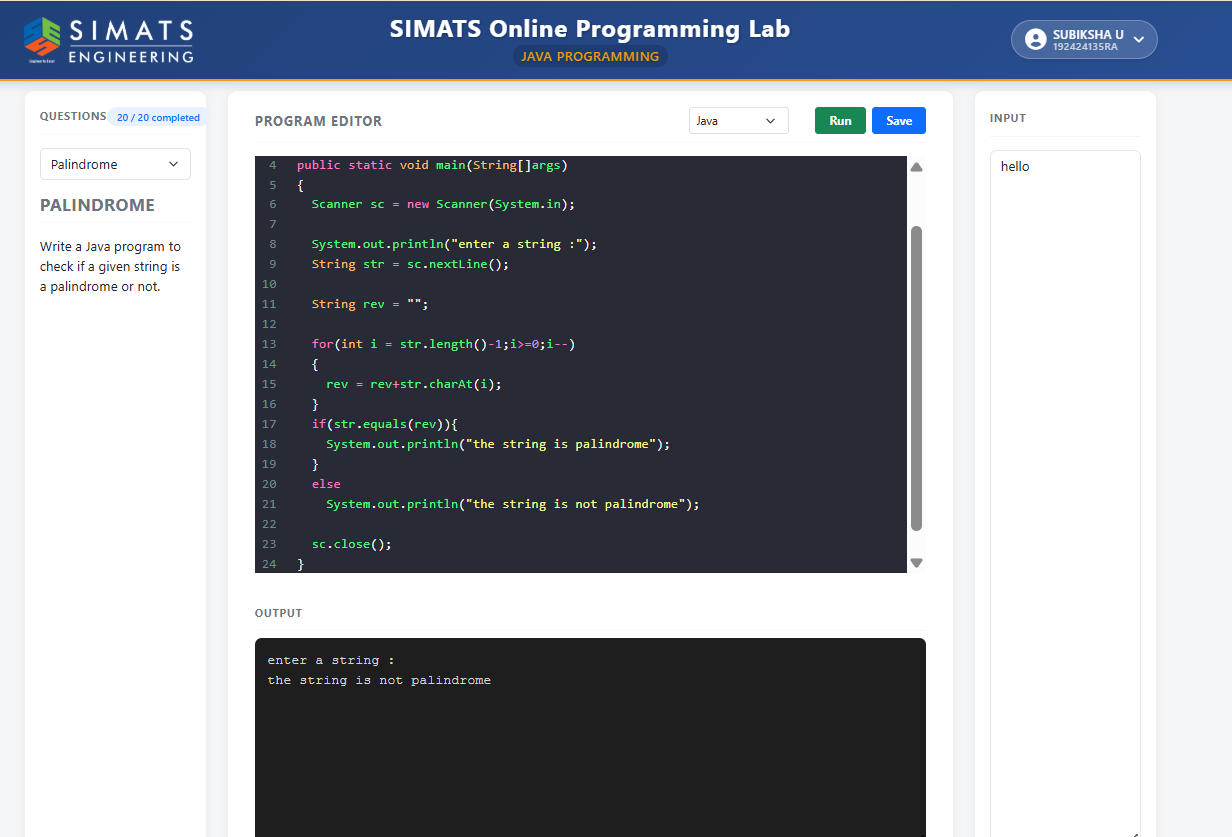 SIMATS
ENGINEERING
SIMATS Online Programming Lab
JAVA PROGRAMMING
SUBIKSHA U
192424135RA
QUESTIONS
20 / 20 completed
Palindrome
PALINDROME
Write a Java program to
check if a given string is
a palindrome or not.
PROGRAM EDITOR
Java
Run
Save
4 public static void main(String[]args)
5 {
6   Scanner sc = new Scanner(System.in);
7
8   System.out.println("enter a string :");
9   String str = sc.nextLine();
10
11   String rev = "";
12
13   for(int i = str.length()-1;i>=0;i--)
14   {
15     rev = rev+str.charAt(i);
16   }
17   if(str.equals(rev)){
18     System.out.println("the string is palindrome");
19   }
20   else
21     System.out.println("the string is not palindrome");
22
23   sc.close();
24 }
OUTPUT
enter a string :
the string is not palindrome
INPUT
hello